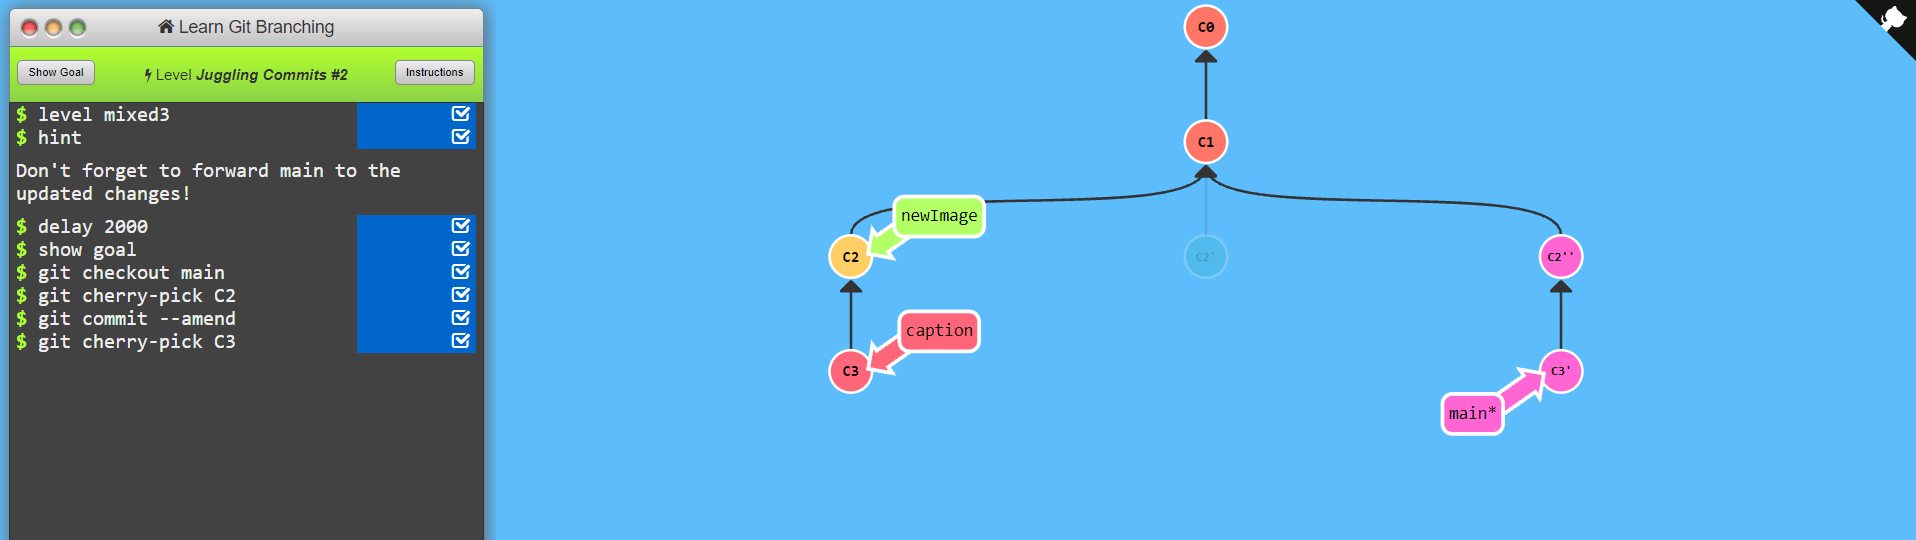 Learn Git Branching
Show Goal
Level Juggling Commits #2
Instructions
$ level mixed3
$ hint
Don't forget to forward main to the
updated changes!
$ delay 2000
$ show goal
$ git checkout main
$ git cherry-pick C2
$ git commit --amend
$ git cherry-pick C3
C0
C1
newImage
C2
C2'
C2''
caption
C3
C3'
main*